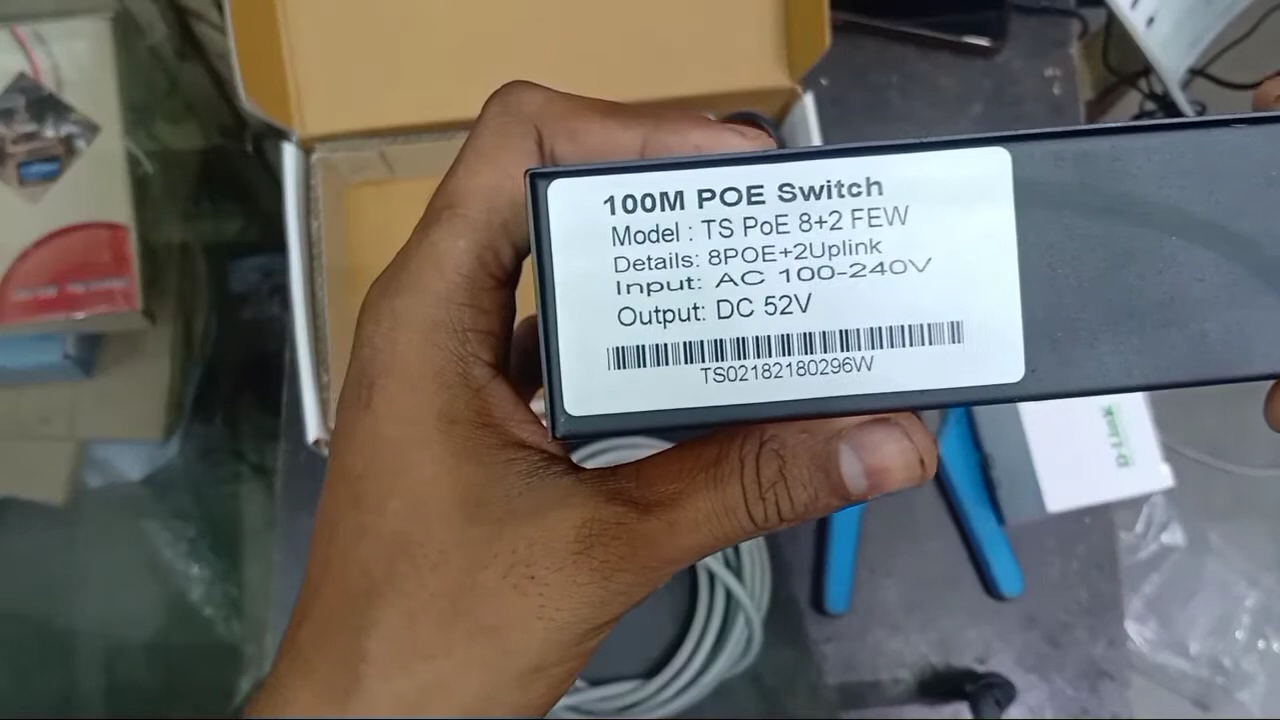 100M POE Switch
Model : TS PoE 8+2 FEW
Details: 8POE+2Uplink
Input: AC 100-240V
Output: DC 52V
TS02182180296W
D-Link